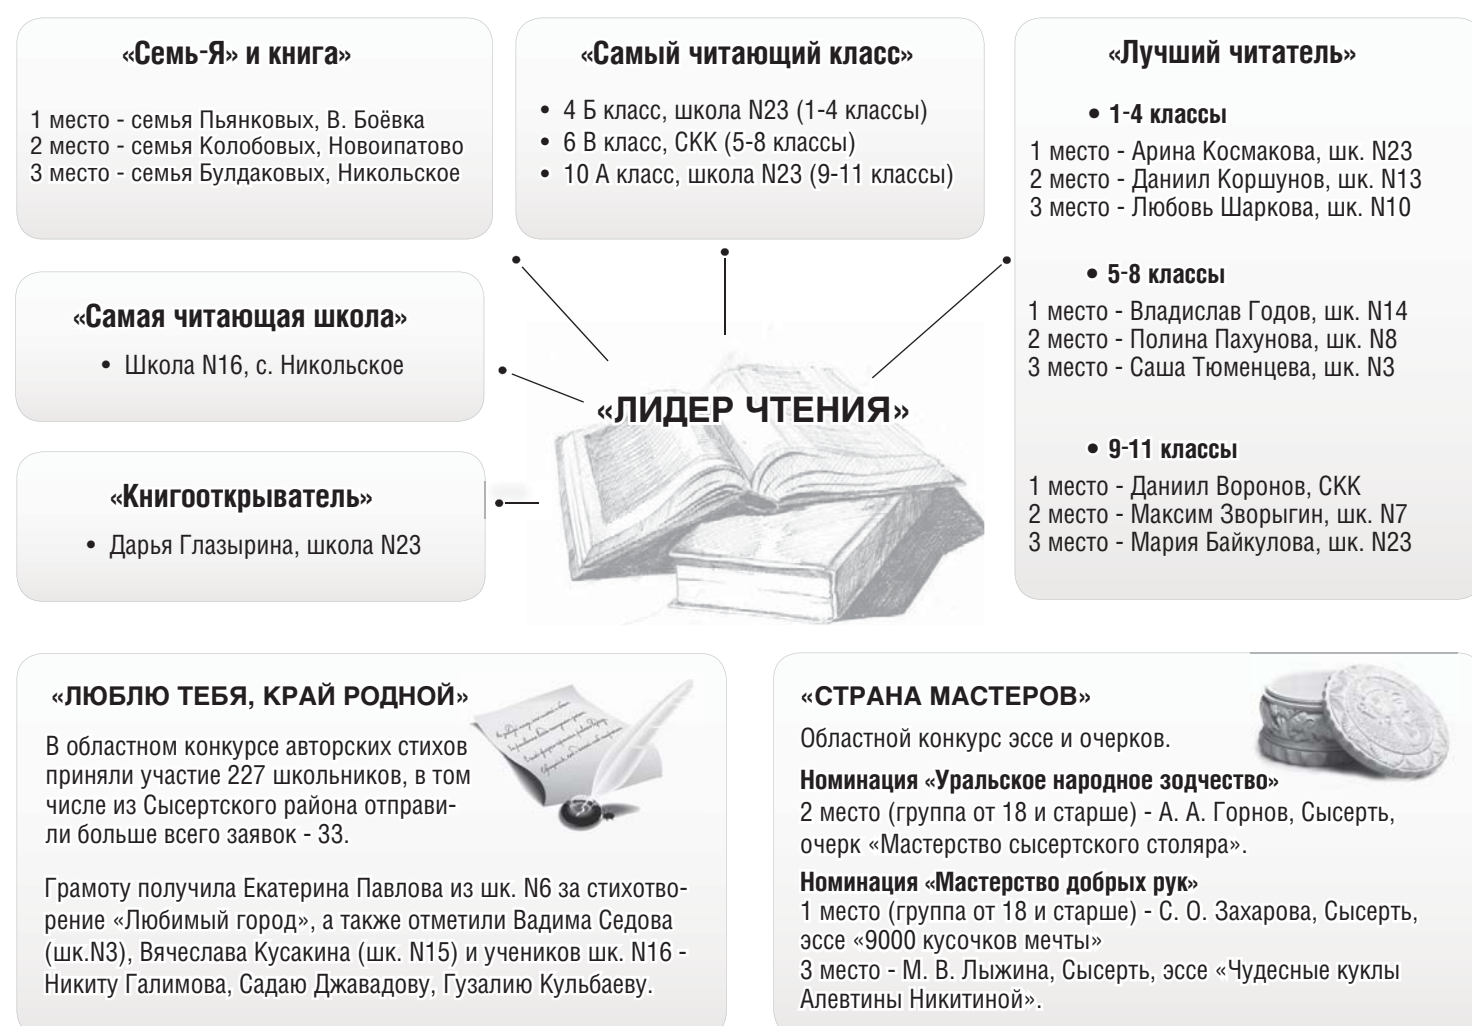 «Семь-Я» и книга»
1 место - семья Пьянковых, В. Боёвка
2 место - семья Колобовых, Новоипатово
3 место - семья Булдаковых, Никольское
«Самый читающий класс»
• 4 Б класс, школа N23 (1-4 классы)
• 6 В класс, СКК (5-8 классы)
• 10 А класс, школа N23 (9-11 классы)
«Лучший читатель»
• 1-4 классы
1 место - Арина Космакова, шк. N23
2 место - Даниил Коршунов, шк. N13
3 место - Любовь Шаркова, шк. N10
• 5-8 классы
1 место - Владислав Годов, шк. N14
2 место - Полина Пахунова, шк. N8
3 место - Саша Тюменцева, шк. N3
• 9-11 классы
1 место - Даниил Воронов, СКК
2 место - Максим Зворыгин, шк. N7
3 место - Мария Байкулова, шк. N23
«Самая читающая школа»
• Школа N16, с. Никольское
«ЛИДЕР ЧТЕНИЯ»
«Книгооткрыватель»
• Дарья Глазырина, школа N23
«ЛЮБЛЮ ТЕБЯ, КРАЙ РОДНОЙ»
В областном конкурсе авторских стихов
приняли участие 227 школьников, в том
числе из Сысертского района отправи-
ли больше всего заявок - 33.
Грамоту получила Екатерина Павлова из шк. N6 за стихотво-
рение «Любимый город», а также отметили Вадима Седова
(шк.N3), Вячеслава Кусакина (шк. N15) и учеников шк. N16 -
Никиту Галимова, Садаю Джавадову, Гузалию Кульбаеву.
«СТРАНА МАСТЕРОВ»
Областной конкурс эссе и очерков.
Номинация «Уральское народное зодчество»
2 место (группа от 18 и старше) - А. А. Горнов, Сысерть,
очерк «Мастерство сысертского столяра».
Номинация «Мастерство добрых рук»
1 место (группа от 18 и старше) - С. О. Захарова, Сысерть,
эссе «9000 кусочков мечты»
3 место - М. В. Лыжина, Сысерть, эссе «Чудесные куклы
Алевтины Никитиной».